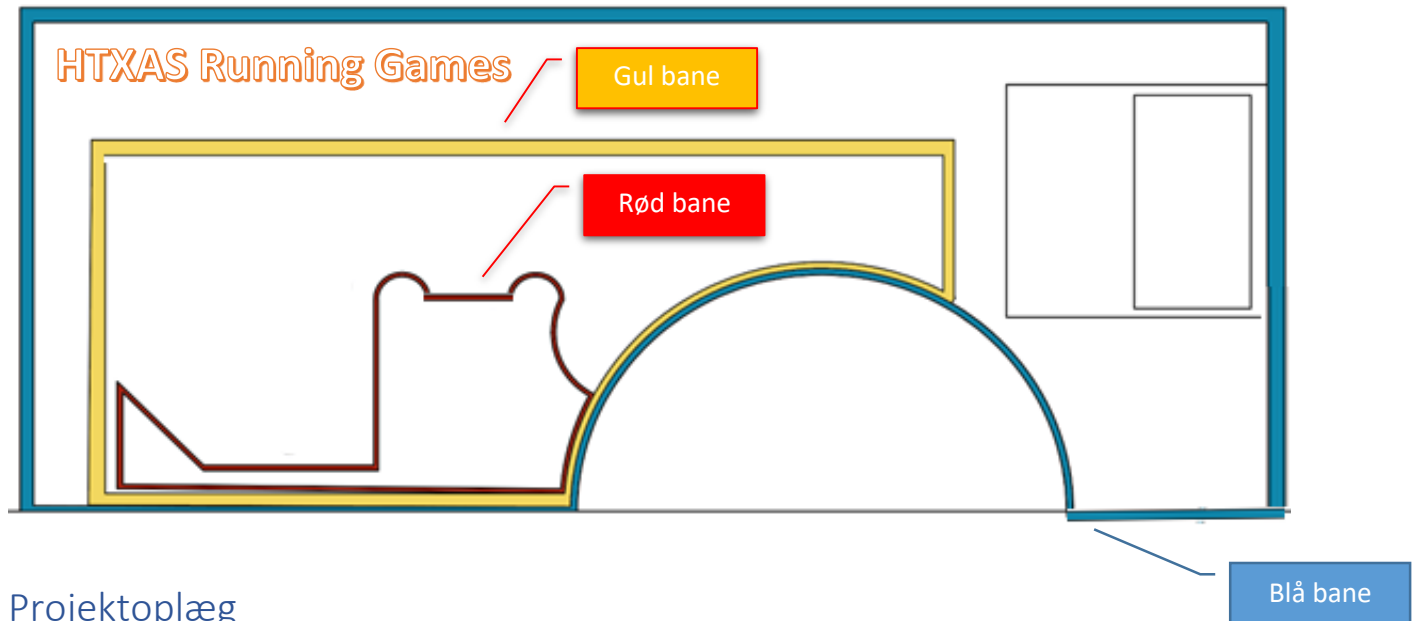 HTXAS Running Games
Gul bane
Rød bane
Blå bane
Projektoplæg